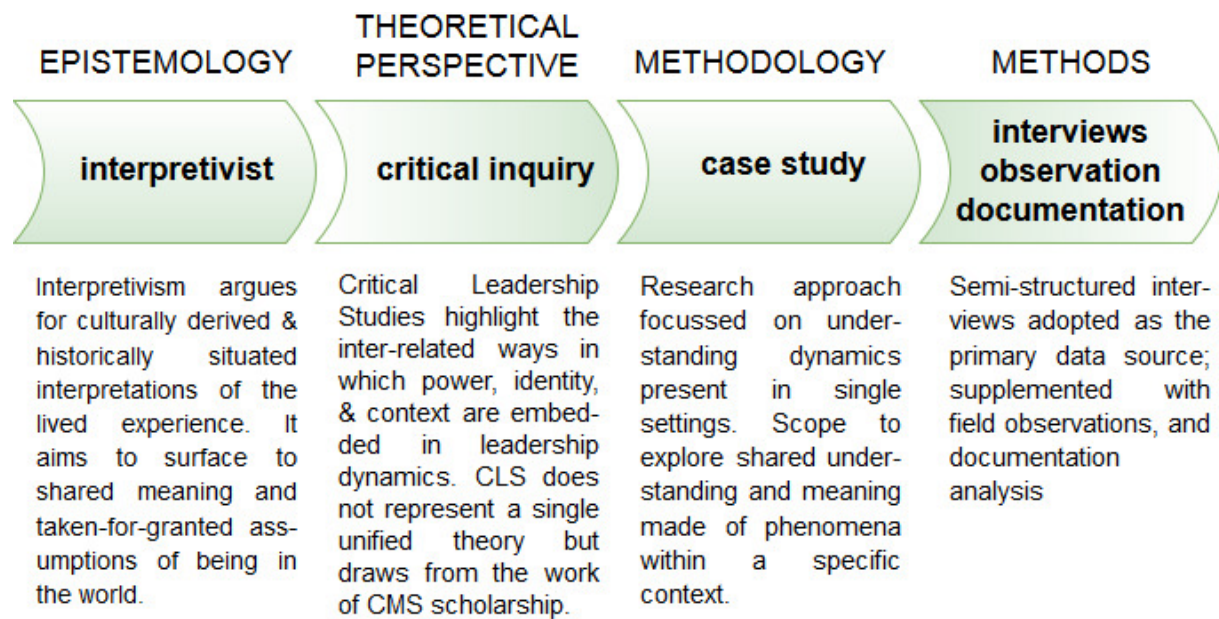 EPISTEMOLOGY
THEORETICAL
PERSPECTIVE
METHODOLOGY
METHODS
interpretivist
critical inquiry
case study
interviews
observation
documentation
Interpretivism argues
for culturally derived &
historically situated
interpretations of the
lived experience. It
aims to surface to
shared meaning and
taken-for-granted ass-
umptions of being in
the world.
Critical Leadership
Studies highlight the
inter-related ways in
which power, identity,
& context are embed-
ded in leadership
dynamics. CLS does
not represent a single
unified theory but
draws from the work
of CMS scholarship.
Research approach
focussed on under-
standing dynamics
present in single
settings. Scope to
explore shared under-
standing and meaning
made of phenomena
within a specific
context.
Semi-structured inter-
views adopted as the
primary data source;
supplemented with
field observations, and
documentation
analysis